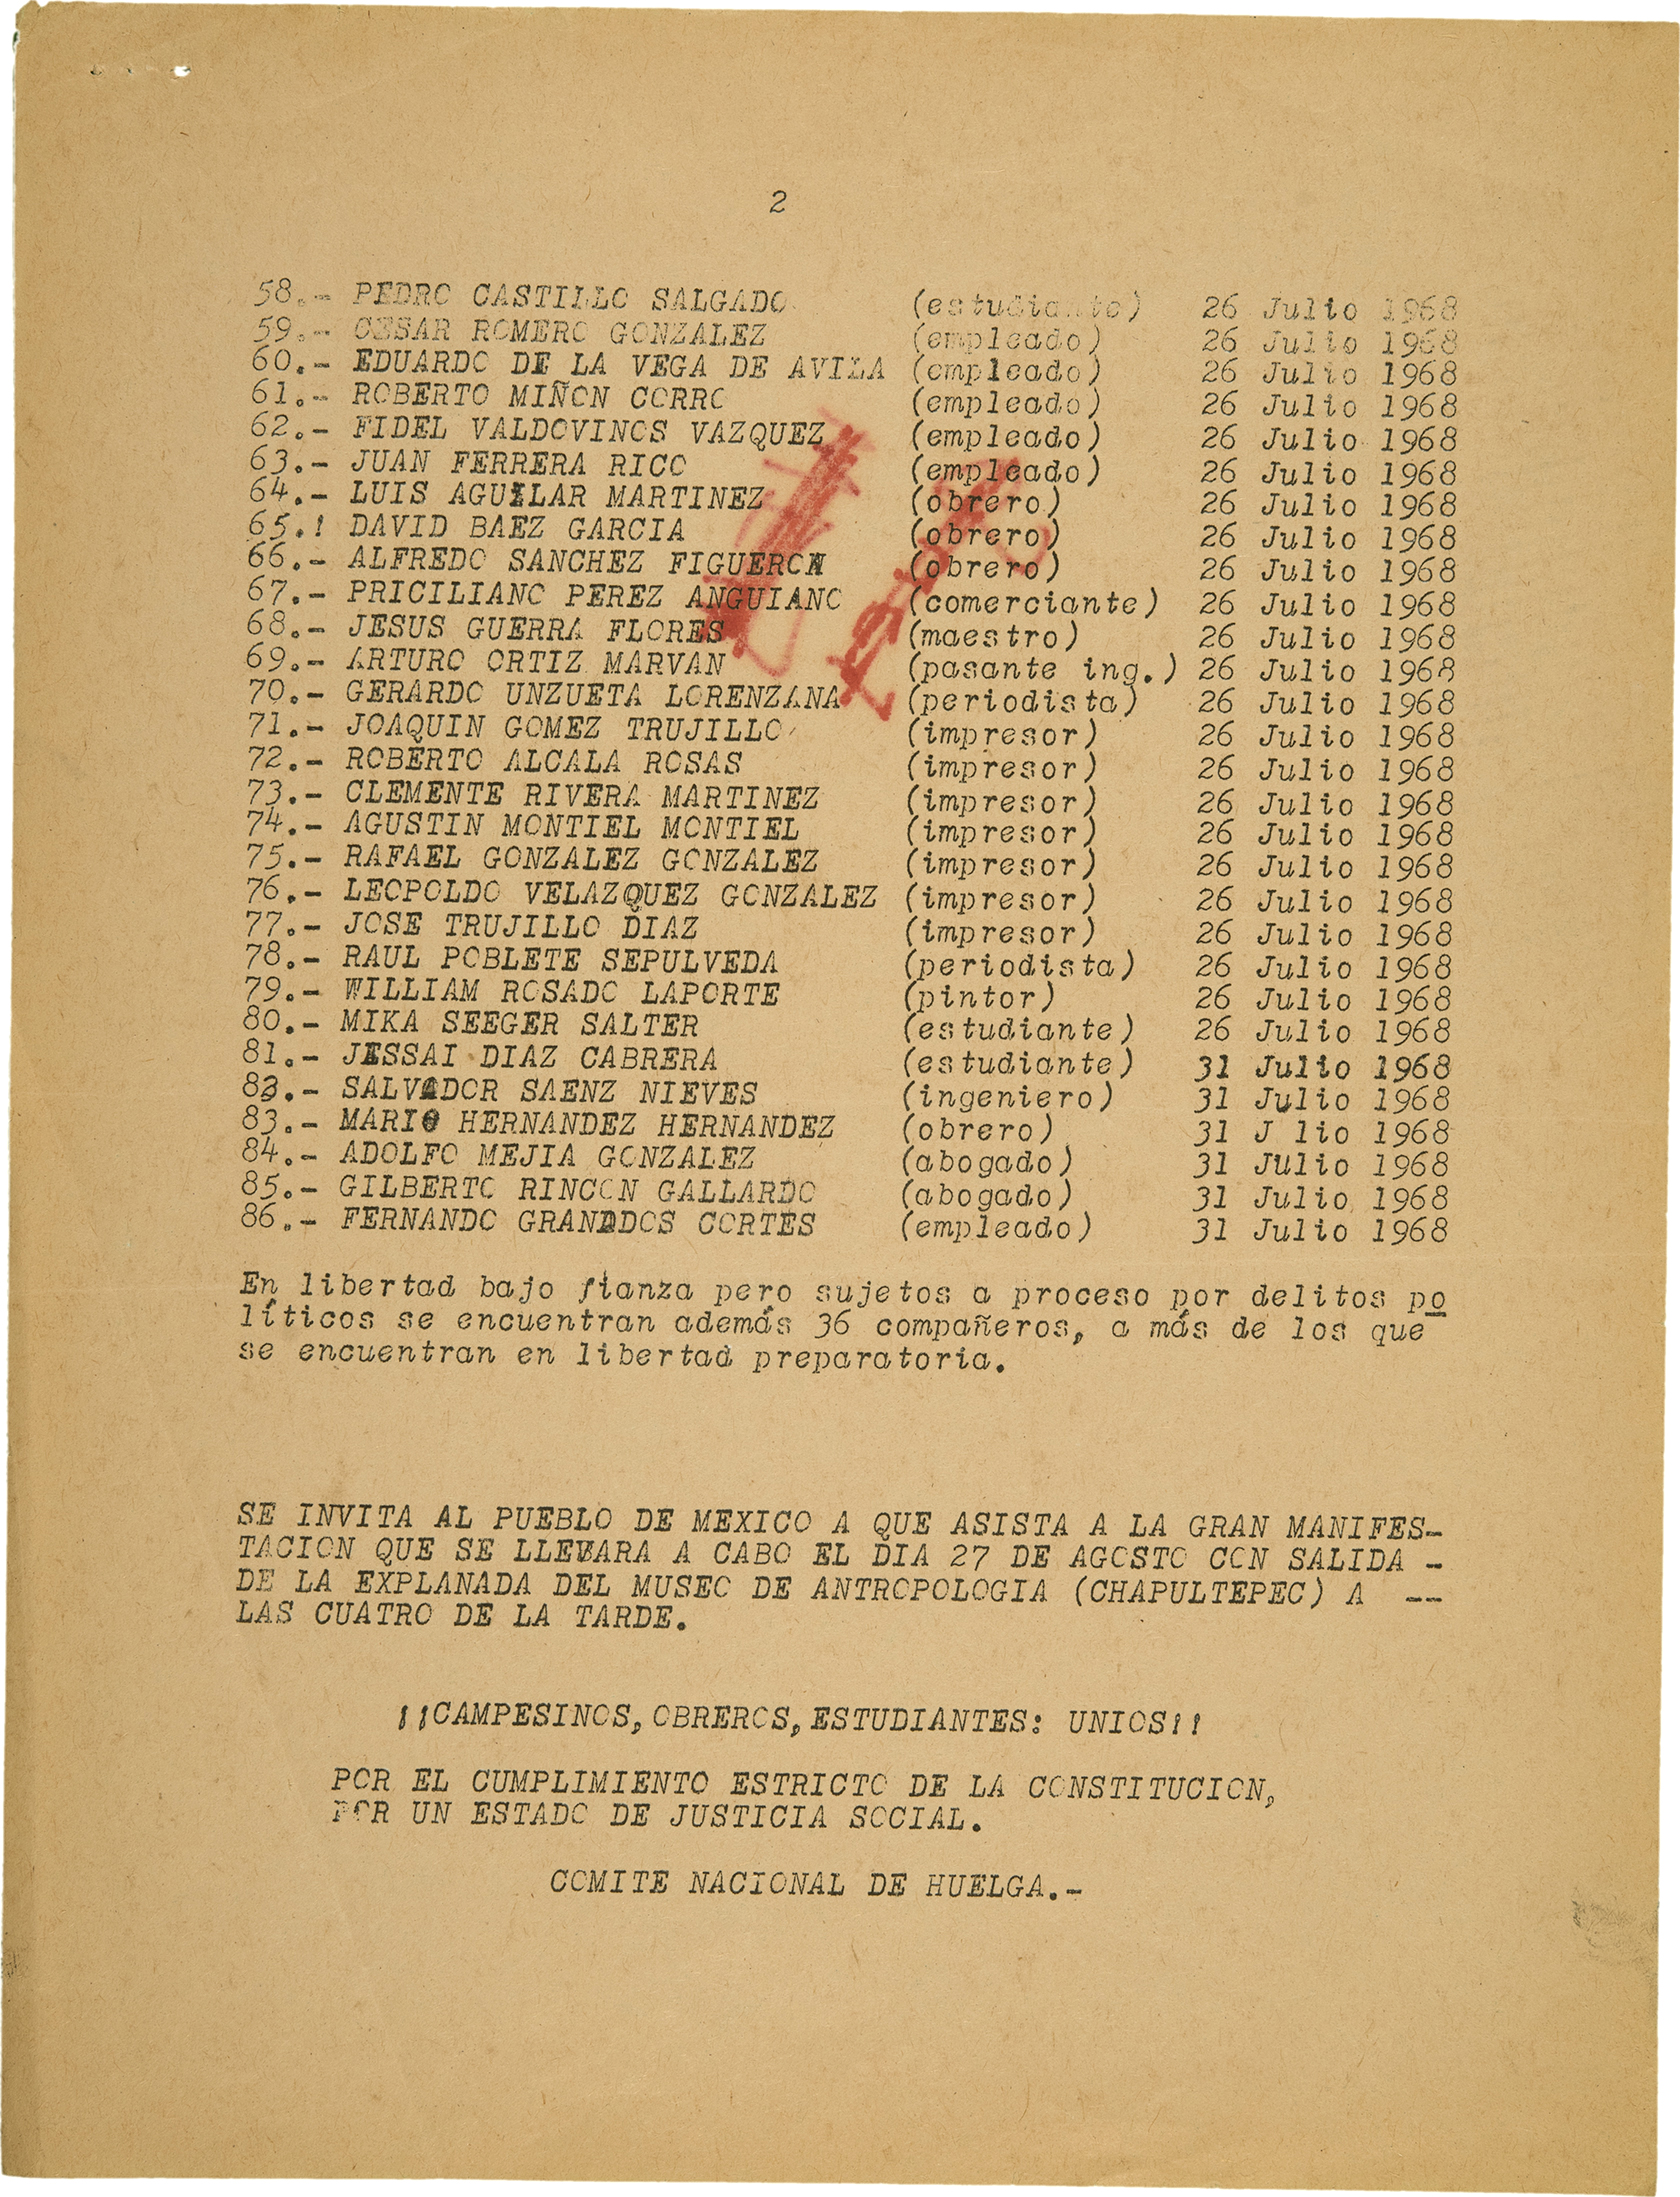 2
58.- PEDRO CASTILLO SALGADO (estudiante) 26 Julio 1968
59.- CESAR ROMERO GONZALEZ (empleado) 26 Julio 1968
60.- EDUARDO DE LA VEGA DE AVILA (empleado) 26 Julio 1968
61.- ROBERTO MIÑON CORRO (empleado) 26 Julio 1968
62.- FIDEL VALDOVINOS VAZQUEZ (empleado) 26 Julio 1968
63.- JUAN FERRERA RICO (empleado) 26 Julio 1968
64.- LUIS AGUILAR MARTINEZ (obrero) 26 Julio 1968
65.! DAVID BAEZ GARCIA (obrero) 26 Julio 1968
66.- ALFREDO SANCHEZ FIGUEROA (obrero) 26 Julio 1968
67.- PRICILIANO PEREZ ANGUIANO (comerciante) 26 Julio 1968
68.- JESUS GUERRA FLORES (maestro) 26 Julio 1968
69.- ARTURO ORTIZ MARVAN (pasante ing.) 26 Julio 1968
70.- GERARDO UNZUETA LORENZANA (periodista) 26 Julio 1968
71.- JOAQUIN GOMEZ TRUJILLO (impresor) 26 Julio 1968
72.- ROBERTO ALCALA ROSAS (impresor) 26 Julio 1968
73.- CLEMENTE RIVERA MARTINEZ (impresor) 26 Julio 1968
74.- AGUSTIN MONTIEL MONTIEL (impresor) 26 Julio 1968
75.- RAFAEL GONZALEZ GONZALEZ (impresor) 26 Julio 1968
76.- LEOPOLDO VELAZQUEZ GONZALEZ (impresor) 26 Julio 1968
77.- JOSE TRUJILLO DIAZ (impresor) 26 Julio 1968
78.- RAUL POBLETE SEPULVEDA (periodista) 26 Julio 1968
79.- WILLIAM ROSADO LAPORTE (pintor) 26 Julio 1968
80.- MIKA SEEGER SALTER (estudiante) 26 Julio 1968
81.- JESSAI DIAZ CABRERA (estudiante) 31 Julio 1968
82.- SALVADOR SAENZ NIEVES (ingeniero) 31 Julio 1968
83.- MARIO HERNANDEZ HERNANDEZ (obrero) 31 J lio 1968
84.- ADOLFO MEJIA GONZALEZ (abogado) 31 JUlio 1968
85.- GILBERTO RINCON GALLARDO (abogado) 31 Julio 1968
86.- FERNANDO GRANDDOS CORTES (empleado) 31 Julio 1968
En libertad bajo fianza pero sujetos a proceso por delitos po
líticos se encuentran además 36 compañeros, a más de los que
se encuentran en libertad preparatoria.
SE INVITA AL PUEBLO DE MEXICO A QUE ASISTA A LA GRAN MANIFES-
TACION QUE SE LLEVARA A CABO EL DIA 27 DE AGOSTO CON SALIDA -
DE LA EXPLANADA DEL MUSEO DE ANTROPOLOGIA (CHAPULTEPEC) A --
LAS CUATRO DE LA TARDE.
¡¡CAMPESINOS, OBREROS, ESTUDIANTES: UNIOS!!
POR EL CUMPLIMIENTO ESTRICTO DE LA CONSTITUCION,
POR UN ESTADO DE JUSTICIA SOCIAL.
COMITE NACIONAL DE HUELGA.-